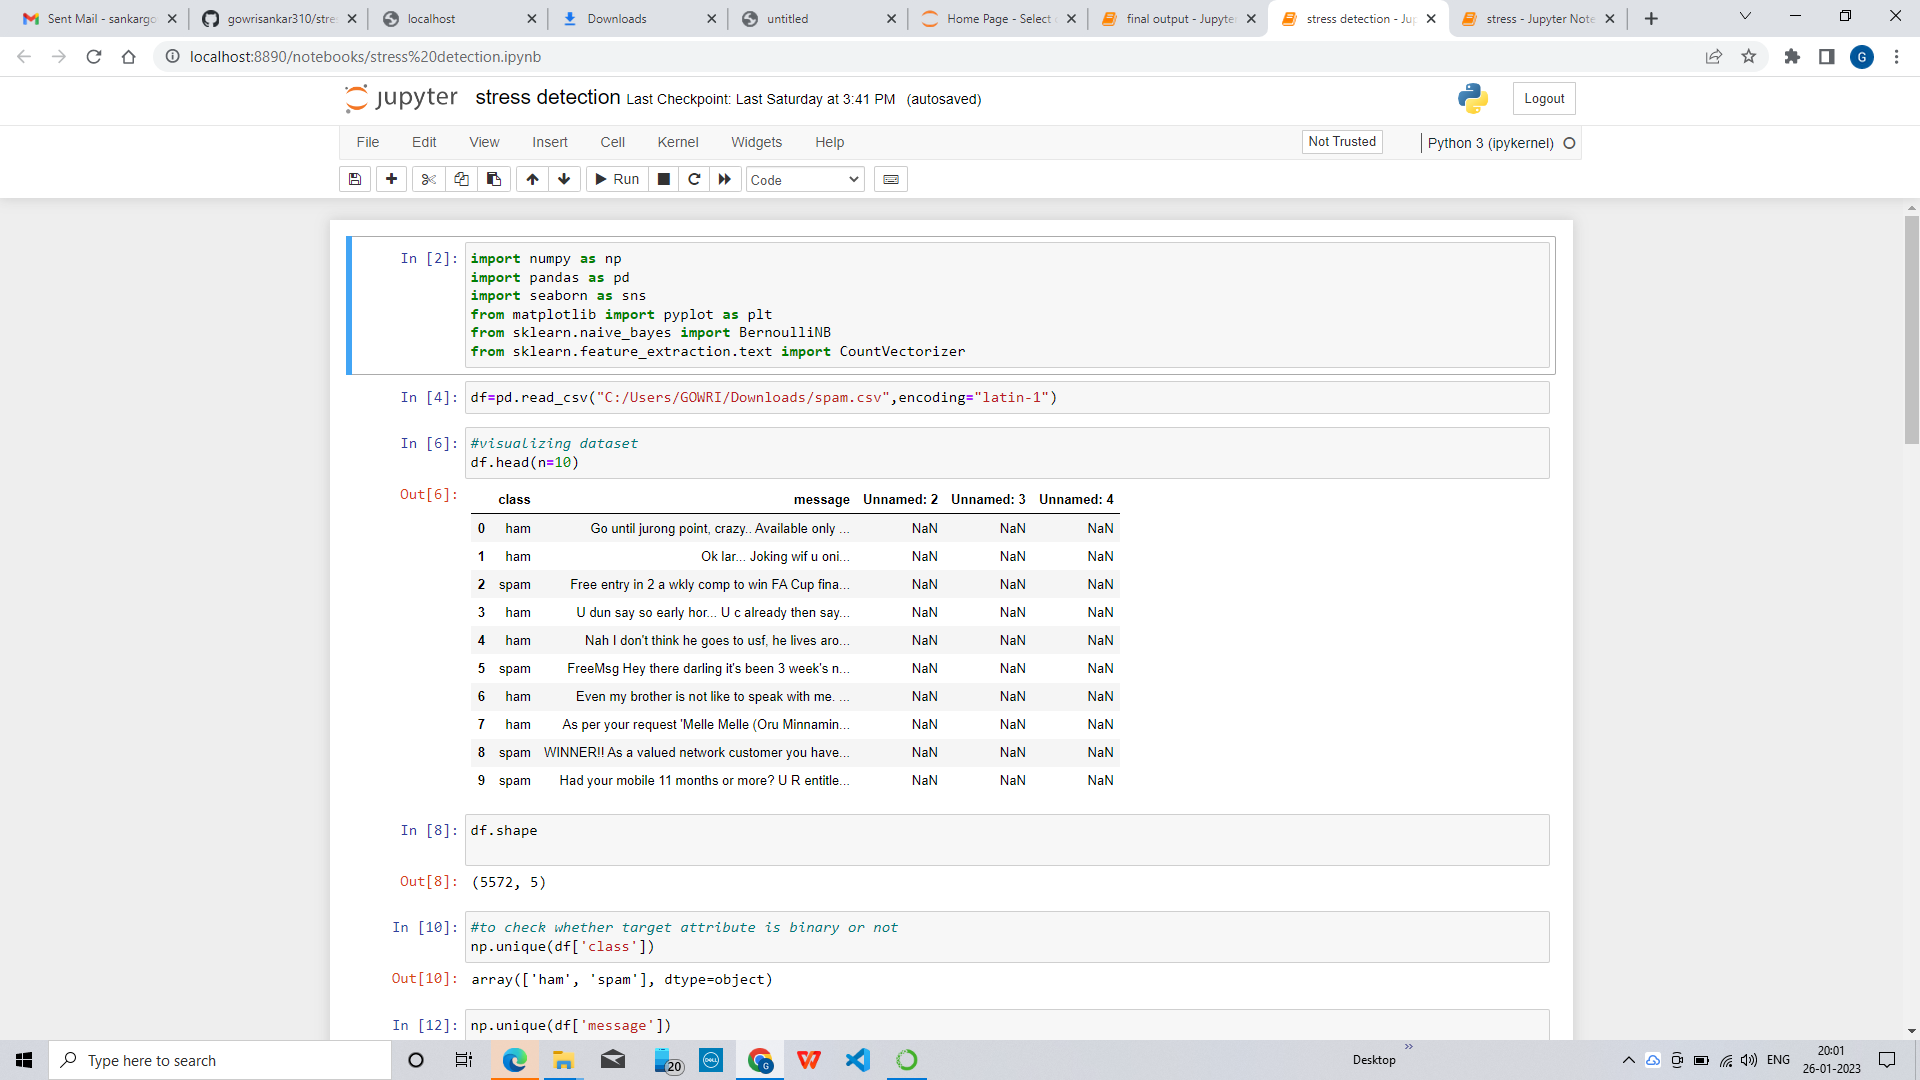 Sent Mail - sankargo
gowrisankar310/stre
localhost
Downloads
untitled
Home Page - Select
final output - Jupyte
stress detection - Jup
stress - Jupyter Note
localhost:8890/notebooks/stress%20detection.ipynb
G
jupyter stress detection Last Checkpoint: Last Saturday at 3:41 PM (autosaved)
Logout
File Edit View Insert Cell Kernel Widgets Help
Not Trusted
Python 3 (ipykernel)
Run
Code
In [2]: import numpy as np
import pandas as pd
import seaborn as sns
from matplotlib import pyplot as plt
from sklearn.naive_bayes import BernoulliNB
from sklearn.feature_extraction.text import CountVectorizer
In [4]: df=pd.read_csv("C:/Users/GOWRI/Downloads/spam.csv",encoding="latin-1")
In [6]: #visualizing dataset
df.head(n=10)
Out[6]: class message Unnamed: 2 Unnamed: 3 Unnamed: 4
0 ham Go until jurong point, crazy.. Available only ... NaN NaN NaN
1 ham Ok lar... Joking wif u oni... NaN NaN NaN
2 spam Free entry in 2 a wkly comp to win FA Cup fina... NaN NaN NaN
3 ham U dun say so early hor... U c already then say... NaN NaN NaN
4 ham Nah I don't think he goes to usf, he lives aro... NaN NaN NaN
5 spam FreeMsg Hey there darling it's been 3 week's n... NaN NaN NaN
6 ham Even my brother is not like to speak with me. ... NaN NaN NaN
7 ham As per your request 'Melle Melle (Oru Minnamin... NaN NaN NaN
8 spam WINNER!! As a valued network customer you have... NaN NaN NaN
9 spam Had your mobile 11 months or more? U R entitle... NaN NaN NaN
In [8]: df.shape
Out[8]: (5572, 5)
In [10]: #to check whether target attribute is binary or not
np.unique(df['class'])
Out[10]: array(['ham', 'spam'], dtype=object)
In [12]: np.unique(df['message'])
Type here to search
20
DELL
G
Desktop
»
ENG
20:01
26-01-2023